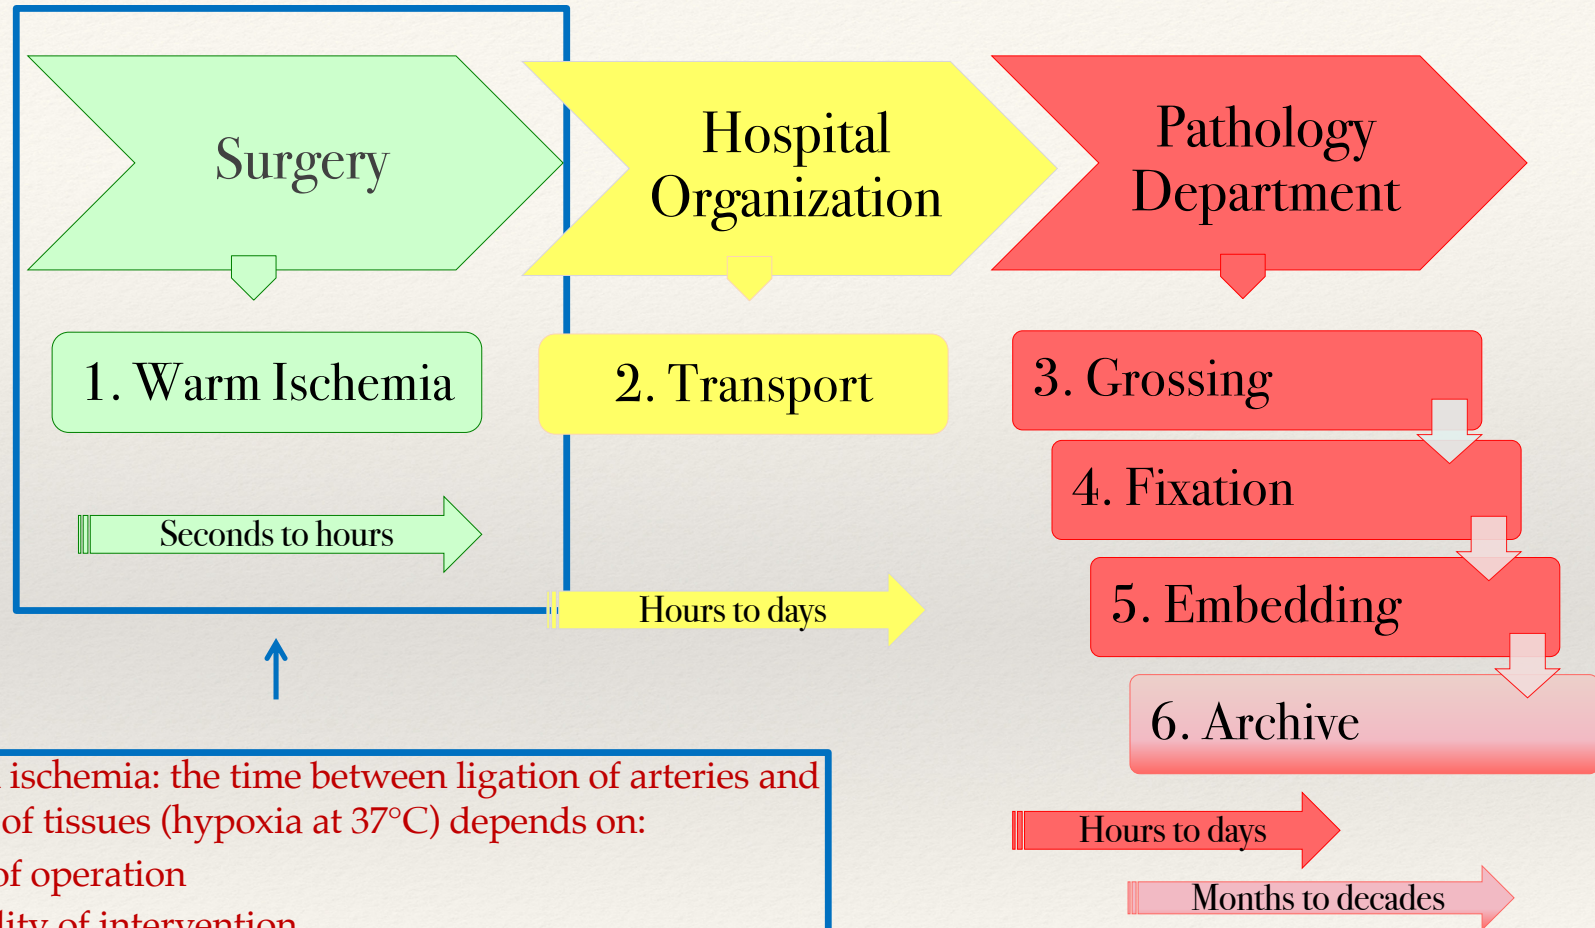 Surgery
Hospital
Organization
Pathology
Department
1. Warm Ischemia
2. Transport
3. Grossing
4. Fixation
5. Embedding
6. Archive
Seconds to hours
Hours to days
Hours to days
Months to decades
ischemia: the time between ligation of arteries and
of tissues (hypoxia at 37°C) depends on:
of operation
of intervention